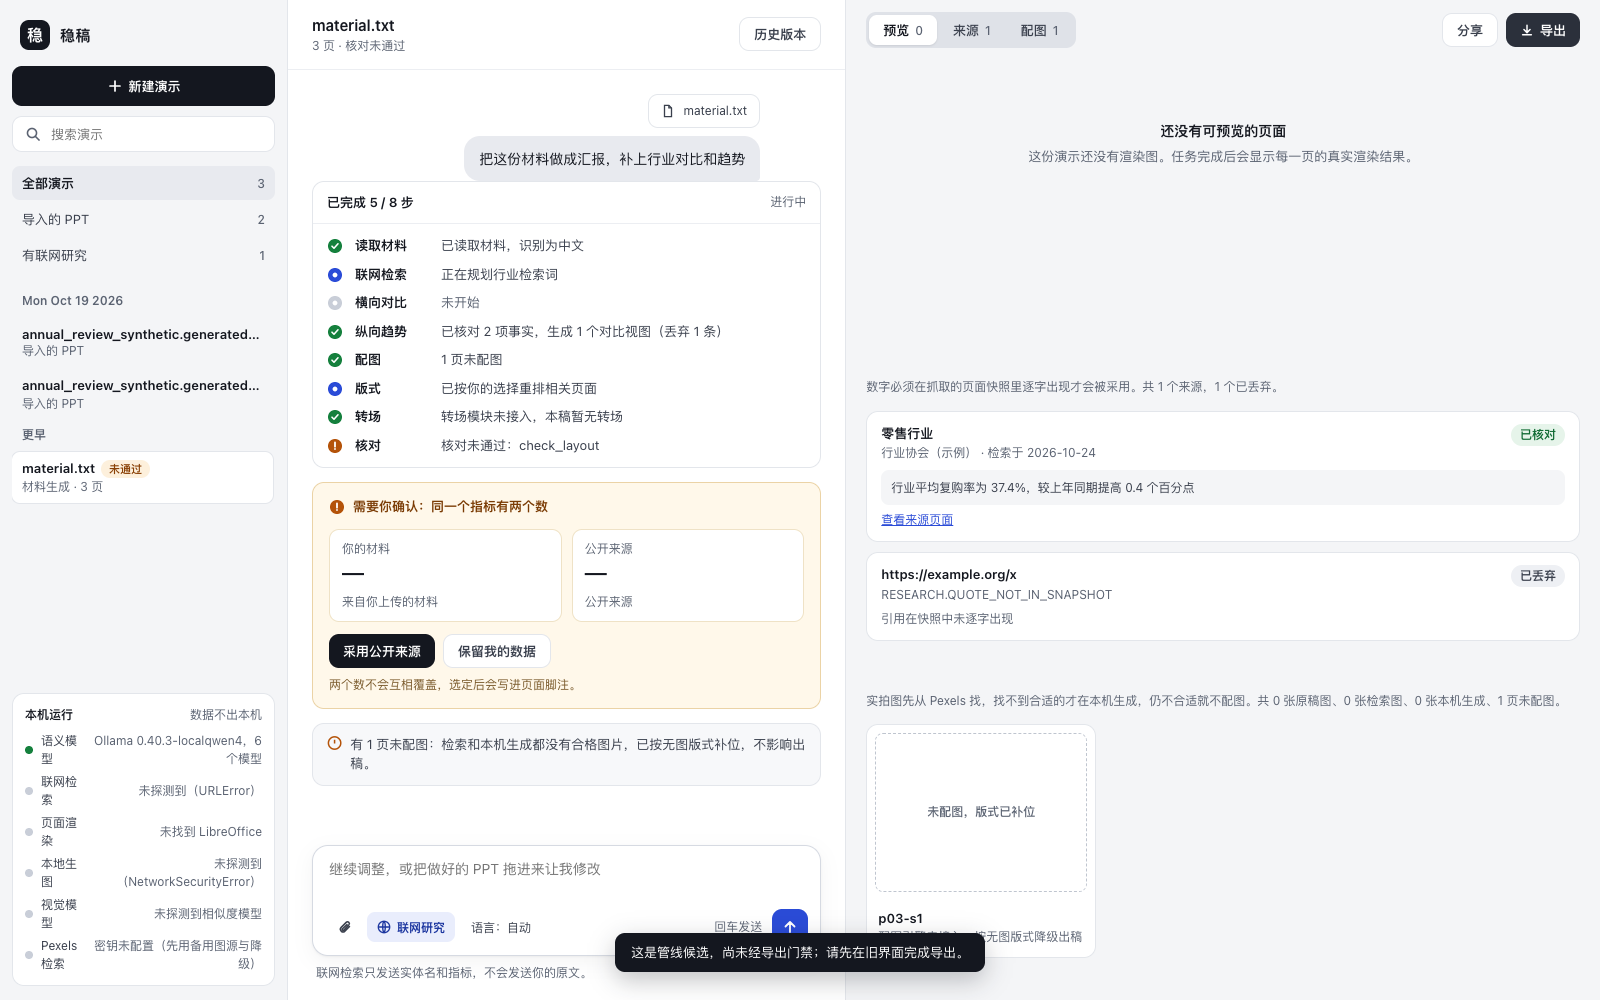 稳 稳稿
新建演示
搜索演示
全部演示 3
导入的 PPT 2
有联网研究 1
Mon Oct 19 2026
annual_review_synthetic.generated...
导入的 PPT
annual_review_synthetic.generated...
导入的 PPT
更早
material.txt 未通过
材料生成 · 3 页
本机运行 数据不出本机
语义模型 Ollama 0.40.3-localqwen4，6 个模型
联网检索 未探测到（URLError）
页面渲染 未找到 LibreOffice
本地生图 未探测到（NetworkSecurityError）
视觉模型 未探测到相似度模型
Pexels 检索 密钥未配置（先用备用图源与降级）
material.txt
3 页 · 核对未通过
历史版本
material.txt
把这份材料做成汇报，补上行业对比和趋势
已完成 5 / 8 步 进行中
读取材料 已读取材料，识别为中文
联网检索 正在规划行业检索词
横向对比 未开始
纵向趋势 已核对 2 项事实，生成 1 个对比视图（丢弃 1 条）
配图 1 页未配图
版式 已按你的选择重排相关页面
转场 转场模块未接入，本稿暂无转场
核对 核对未通过：check_layout
需要你确认：同一个指标有两个数
你的材料
—
来自你上传的材料
公开来源
—
公开来源
采用公开来源 保留我的数据
两个数不会互相覆盖，选定后会写进页面脚注。
有 1 页未配图：检索和本机生成都没有合格图片，已按无图版式补位，不影响出稿。
继续调整，或把做好的 PPT 拖进来让我修改
联网研究 语言：自动 回车发送
联网检索只发送实体名和指标，不会发送你的原文。
预览 0 来源 1 配图 1
分享 导出
还没有可预览的页面
这份演示还没有渲染图。任务完成后会显示每一页的真实渲染结果。
数字必须在抓取的页面快照里逐字出现才会被采用。共 1 个来源，1 个已丢弃。
零售行业 已核对
行业协会（示例） · 检索于 2026-10-24
行业平均复购率为 37.4%，较上年同期提高 0.4 个百分点
查看来源页面
https://example.org/x 已丢弃
RESEARCH.QUOTE_NOT_IN_SNAPSHOT
引用在快照中未逐字出现
实拍图先从 Pexels 找，找不到合适的才在本机生成，仍不合适就不配图。共 0 张原稿图、0 张检索图、0 张本机生成、1 页未配图。
未配图，版式已补位
p03-s1
按无图版式降级出稿
这是管线候选，尚未经导出门禁；请先在旧界面完成导出。